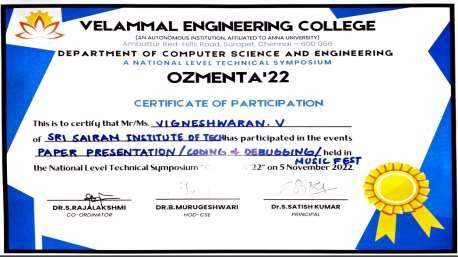 VELAMMAL ENGINEERING COLLEGE
(AN AUTONOMOUS INSTITUTION, AFFILIATED TO ANNA UNIVERSITY)
Ambattur Red-Hills Road, Surapet, Chennai - 600 066
DEPARTMENT OF COMPUTER SCIENCE AND ENGINEERING
A NATIONAL LEVEL TECHNICAL SYMPOSIUM
OZMENTA'22
CERTIFICATE OF PARTICIPATION
This is to certify that Mr/Ms. VIGNESHWARAN. V
of SRI SAIRAM INSTITUTE OF TECH has participated in the events
PAPER PRESENTATION / CODING & DEBUGGING / held in
MUSIC FEST
the National Level Technical Symposium 22" on 5 November 2022.
DR.S.RAJALAKSHMI
CO-ORDINATOR
DR.B.MURUGESHWARI
HOD-CSE
Dr.S.SATISH KUMAR
PRINCIPAL